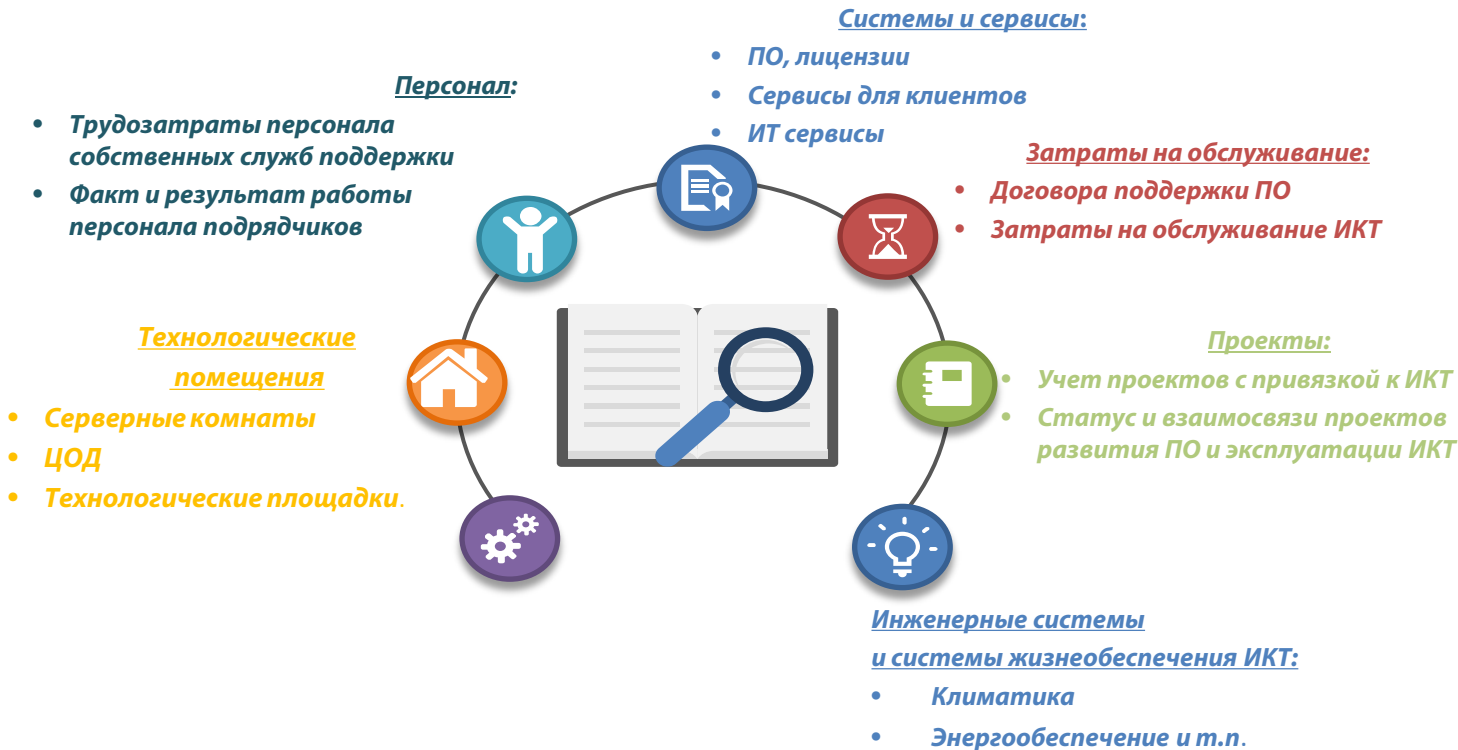 Системы и сервисы:
• ПО, лицензии
• Сервисы для клиентов
• ИТ сервисы
Персонал:
• Трудозатраты персонала
собственных служб поддержки
• Факт и результат работы
персонала подрядчиков
Затраты на обслуживание:
• Договора поддержки ПО
• Затраты на обслуживание ИКТ
Технологические
помещения
• Серверные комнаты
• ЦОД
• Технологические площадки.
Проекты:
• Учет проектов с привязкой к ИКТ
• Статус и взаимосвязи проектов
развития ПО и эксплуатации ИКТ
Инженерные системы
и системы жизнеобеспечения ИКТ:
• Климатика
• Энергообеспечение и т.п.